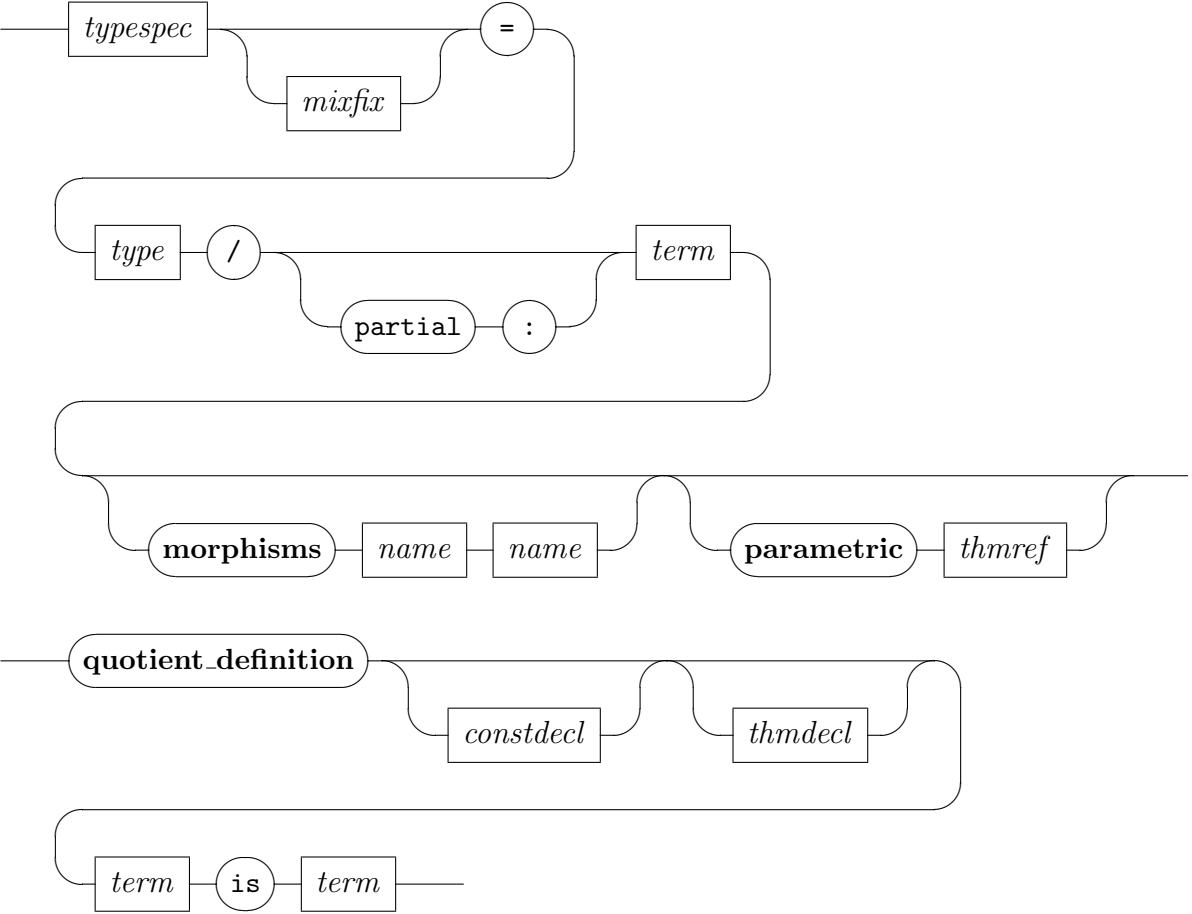 typespec =
mixfix
type / term
partial :
morphisms name name parametric thmref
quotient_definition
constdecl thmdecl
term is term